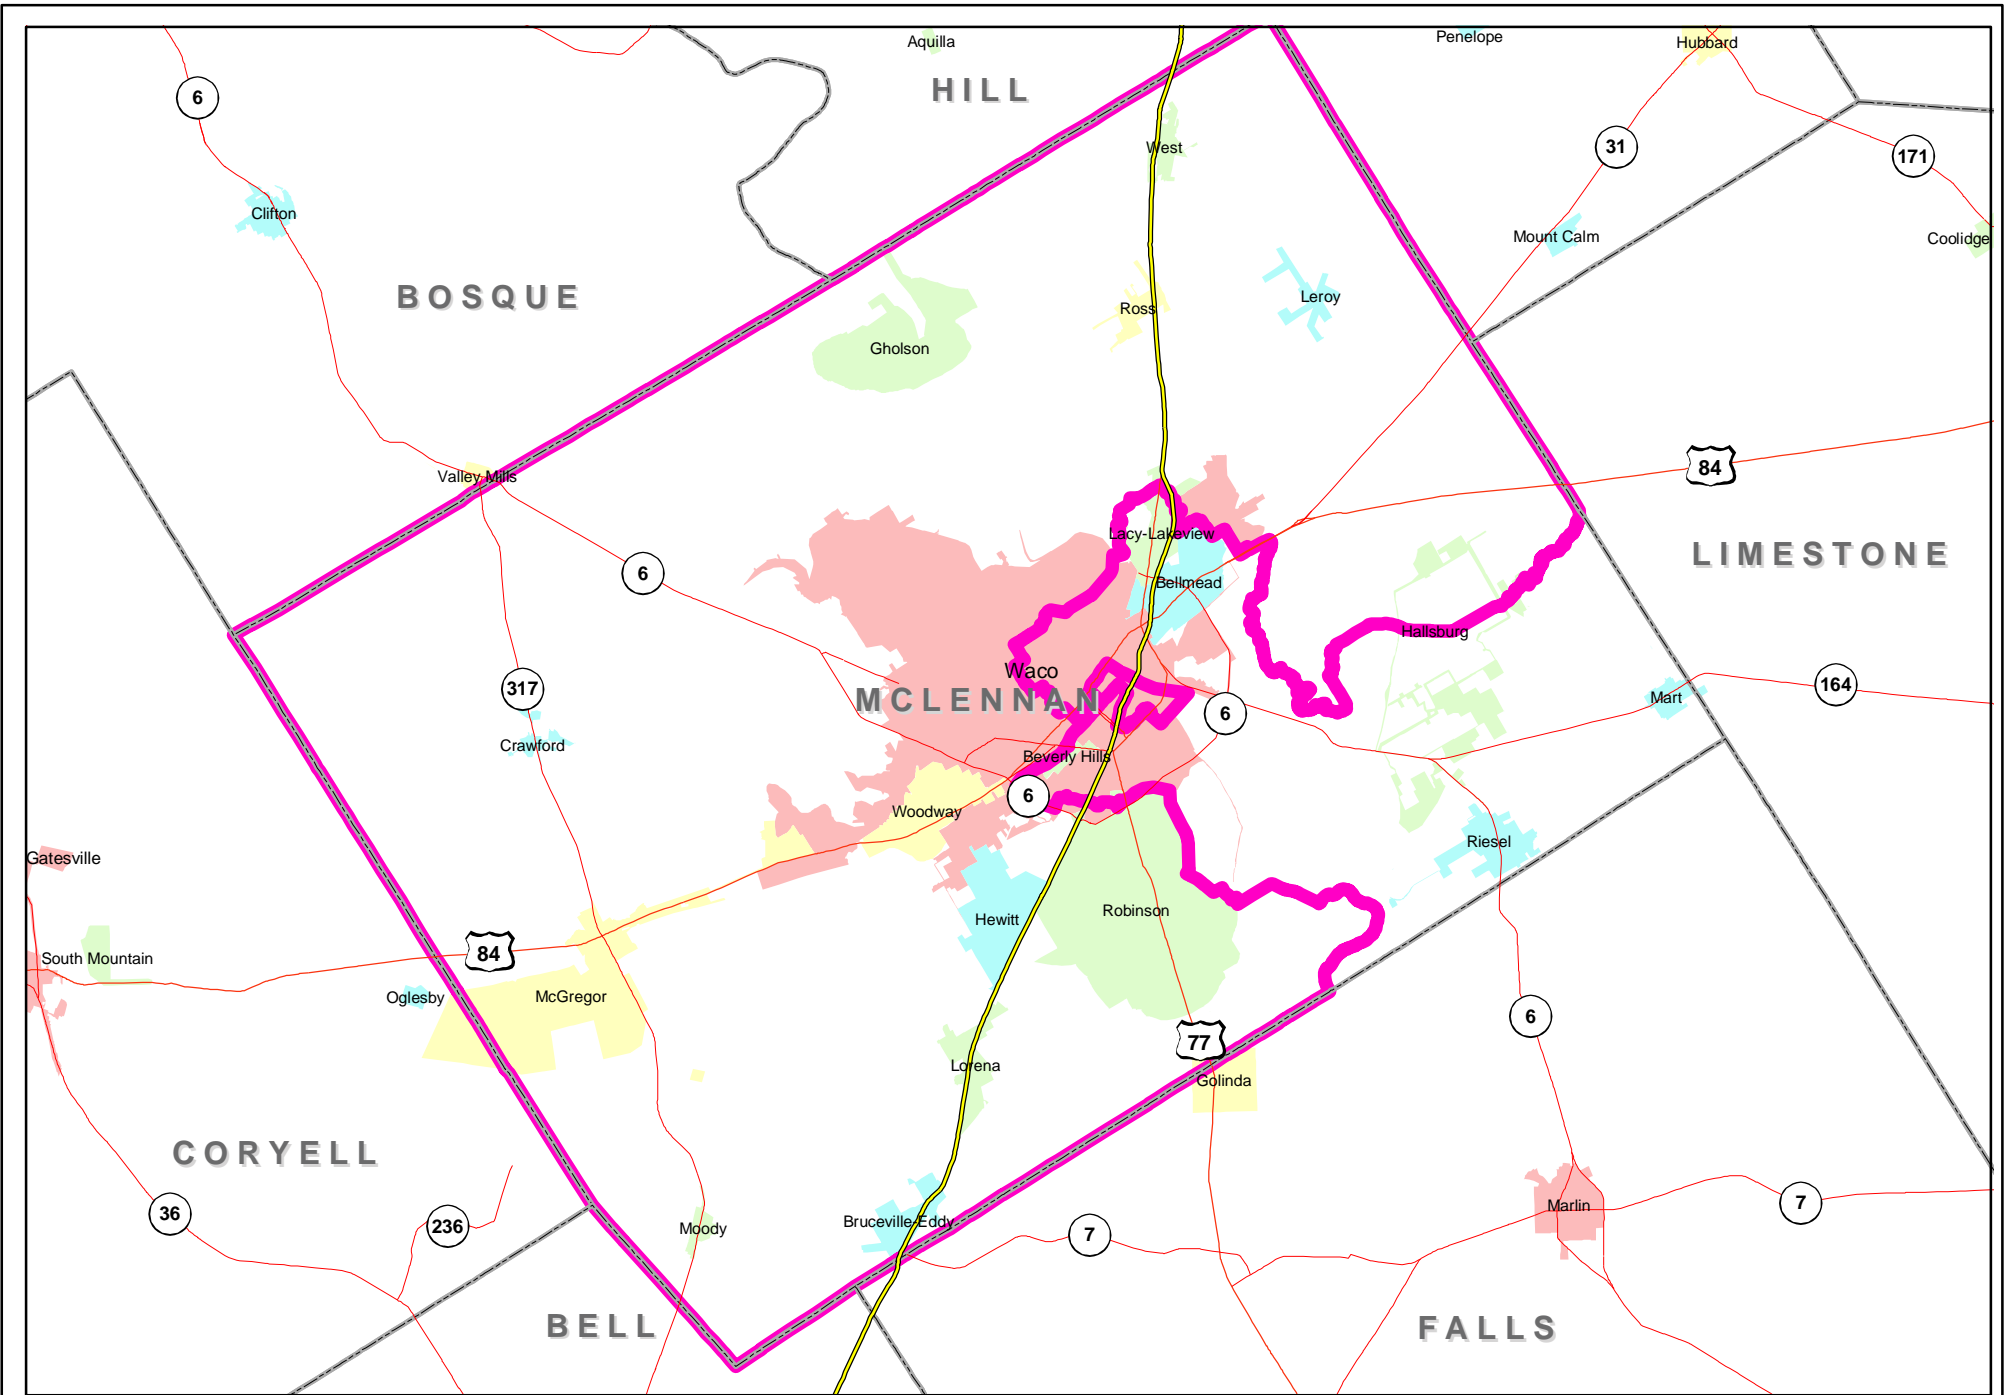 Aquilla
Penelope
Hubbard
HILL
6
31
171
West
Clifton
Mount Calm
Coolidge
BOSQUE
Leroy
Ross
Gholson
Valley Mills
84
Lacy-Lakeview
LIMESTONE
6
Bellmead
Hallsburg
Waco
317
MCLENNAN
164
Mart
6
Crawford
Beverly Hills
6
Woodway
Riesel
Gatesville
Robinson
Hewitt
84
South Mountain
McGregor
Oglesby
6
77
Lorena
Golinda
CORYELL
Marlin
7
36
236
Moody
Bruceville-Eddy
7
BELL
FALLS